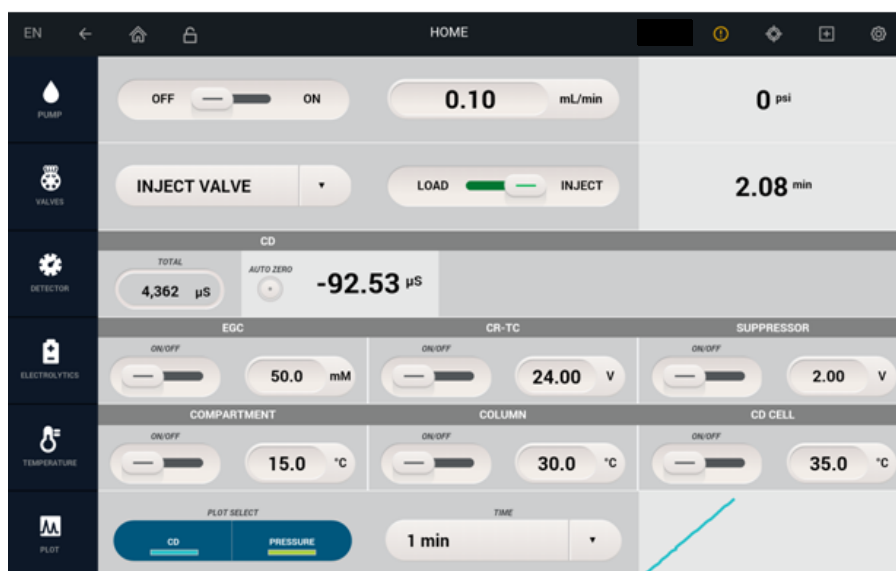 EN HOME
PUMP OFF ON 0.10 mL/min 0 psi
VALVES INJECT VALVE LOAD INJECT 2.08 min
CD
DETECTOR TOTAL 4,362 µS AUTO ZERO -92.53 µS
EGC CR-TC SUPPRESSOR
ON/OFF ON/OFF ON/OFF
ELECTROLYTICS 50.0 mM 24.00 V 2.00 V
COMPARTMENT COLUMN CD CELL
ON/OFF ON/OFF ON/OFF
TEMPERATURE 15.0 °C 30.0 °C 35.0 °C
PLOT SELECT TIME
PLOT CD PRESSURE 1 min